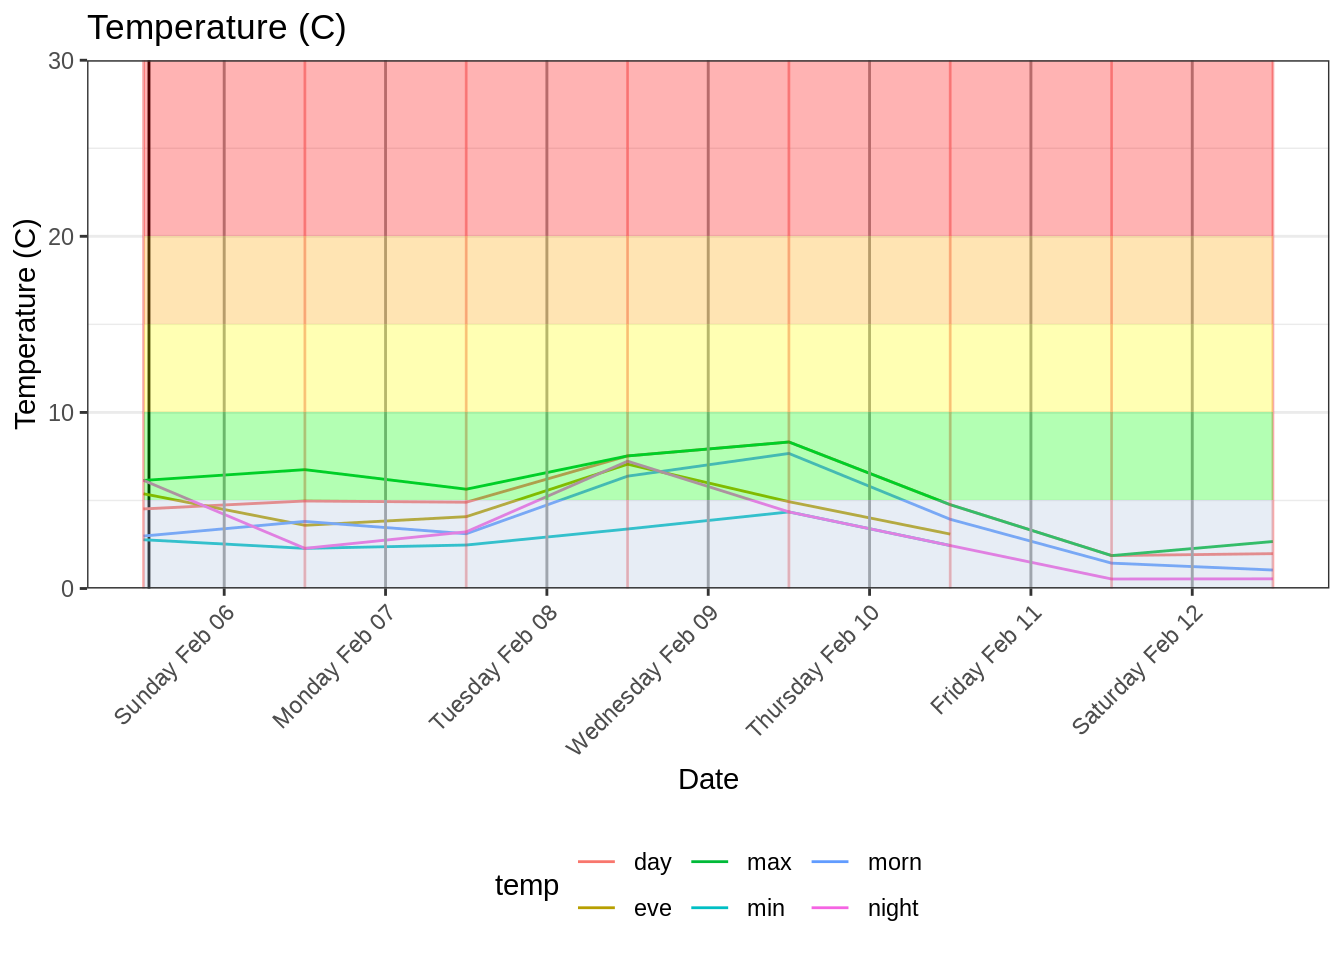 Temperature (C)
30
20
10
0
Temperature (C)
Sunday Feb 06
Monday Feb 07
Tuesday Feb 08
Wednesday Feb 09
Thursday Feb 10
Friday Feb 11
Saturday Feb 12
Date
temp
day
max
morn
eve
min
night